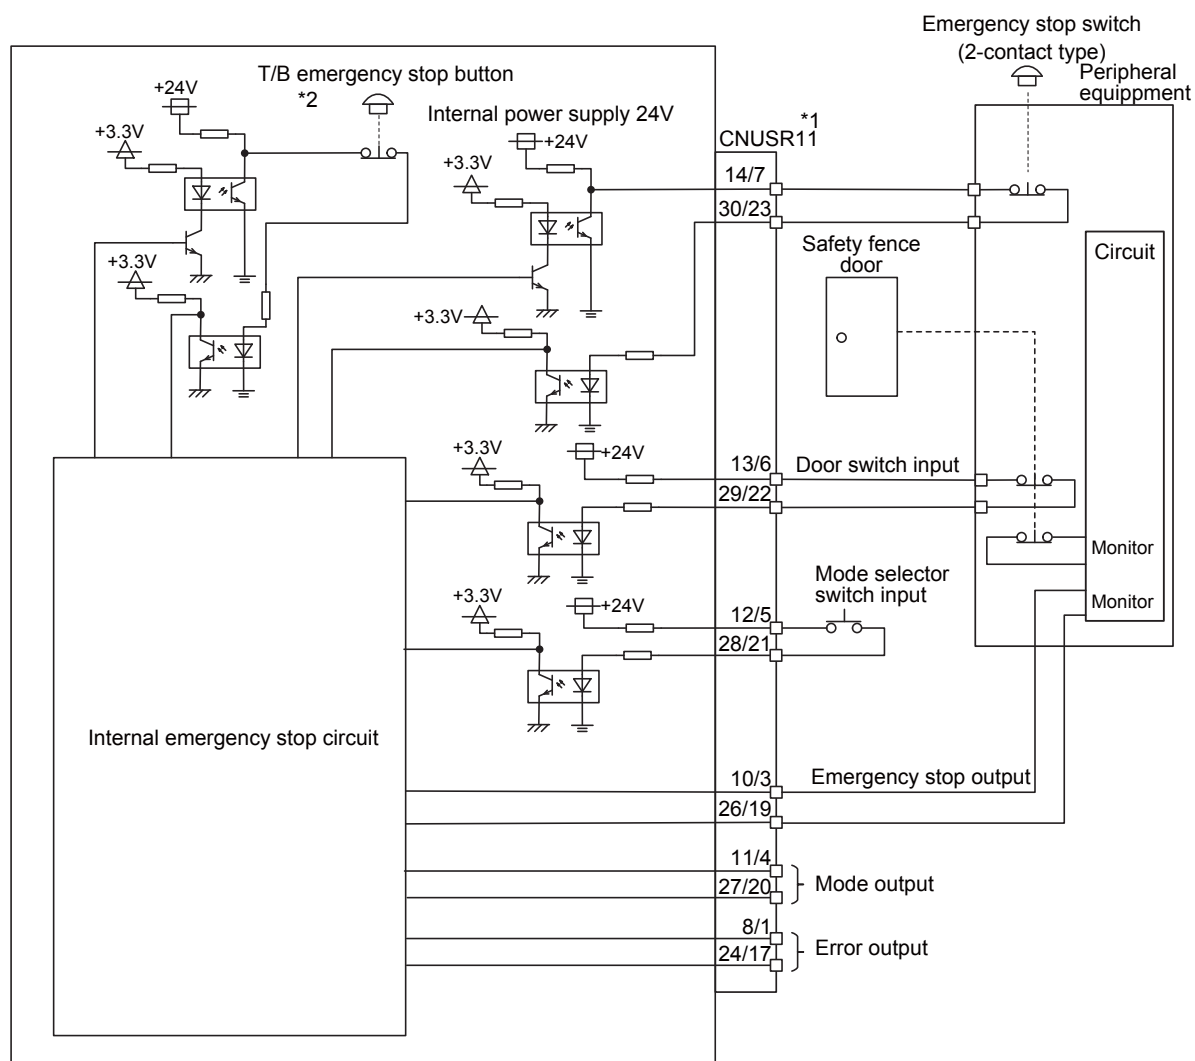 Emergency stop switch
(2-contact type)
Peripheral
equippment
T/B emergency stop button
*2
+24V
+3.3V
Internal power supply 24V
+24V
+3.3V
*1
CNUSR11
14/7
30/23
Safety fence
door
Circuit
+3.3V
+3.3V
+3.3V
+24V
13/6
Door switch input
29/22
Monitor
Mode selector
switch input
+3.3V
+24V
12/5
28/21
Monitor
Internal emergency stop circuit
10/3
Emergency stop output
26/19
11/4
27/20
Mode output
8/1
24/17
Error output